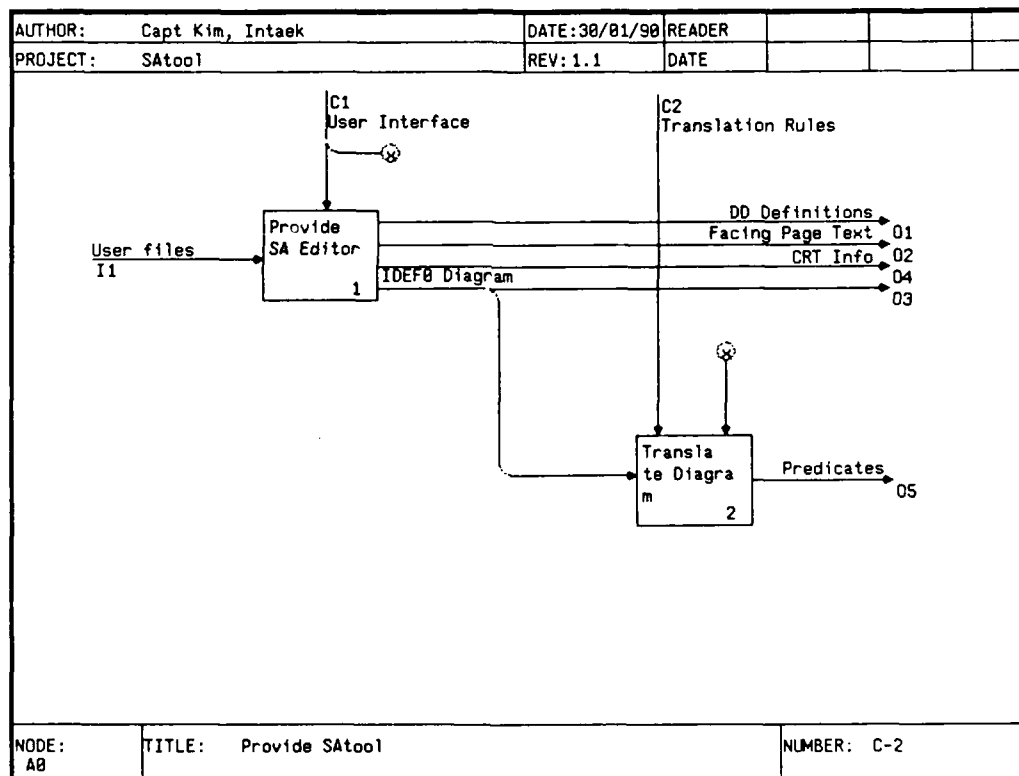 AUTHOR: Capt Kim, Intaek DATE:30/01/90 READER
PROJECT: SAtool REV: 1.1 DATE
C1
User Interface
C2
Translation Rules
X
Provide
SA Editor
1
User files
I1
DD Definitions
O1
Facing Page Text
O2
CRT Info
O4
IDEF0 Diagram
O3
X
Transla
te Diagra
m
2
Predicates
O5
NODE:
A0
TITLE: Provide SAtool
NUMBER: C-2